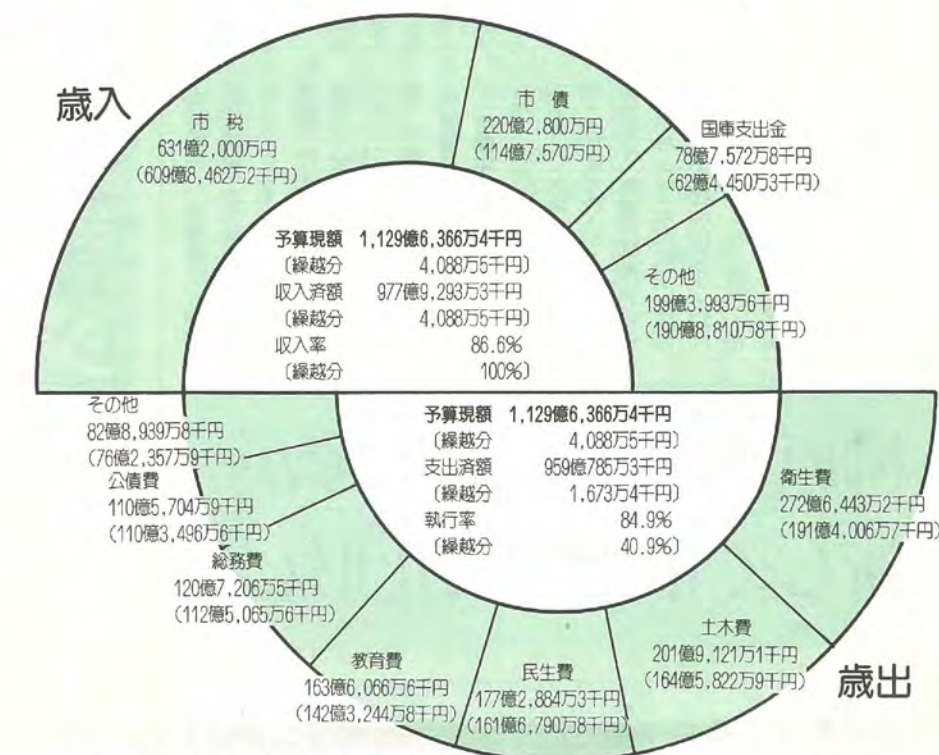 歳入
市 税
631億2,000万円
(609億8,462万2千円)
市 債
220億2,800万円
(114億7,570万円)
国庫支出金
78億7,572万8千円
(62億4,450万3千円)
その他
199億3,993万6千円
(190億8,810万8千円)
予算現額 1,129億6,366万4千円
〔繰越分 4,088万5千円〕
収入済額 977億9,293万3千円
〔繰越分 4,088万5千円〕
収入率 86.6%
〔繰越分 100%〕
予算現額 1,129億6,366万4千円
〔繰越分 4,088万5千円〕
支出済額 959億785万3千円
〔繰越分 1.673万4千円〕
執行率 84.9%
〔繰越分 40.9%〕
その他
82億8,939万8千円
(76億2,357万9千円)
公債費
110億5,704万9千円
(110億3,496万6千円)
総務費
120億7,206万5千円
(112億5,065万6千円)
教育費
163億6,066万6千円
(142億3,244万8千円)
民生費
177億2,884万3千円
(161億6,790万8千円)
土木費
201億9,121万1千円
(164億5,822万9千円)
衛生費
272億6,443万2千円
(191億4,006万7千円)
歳出